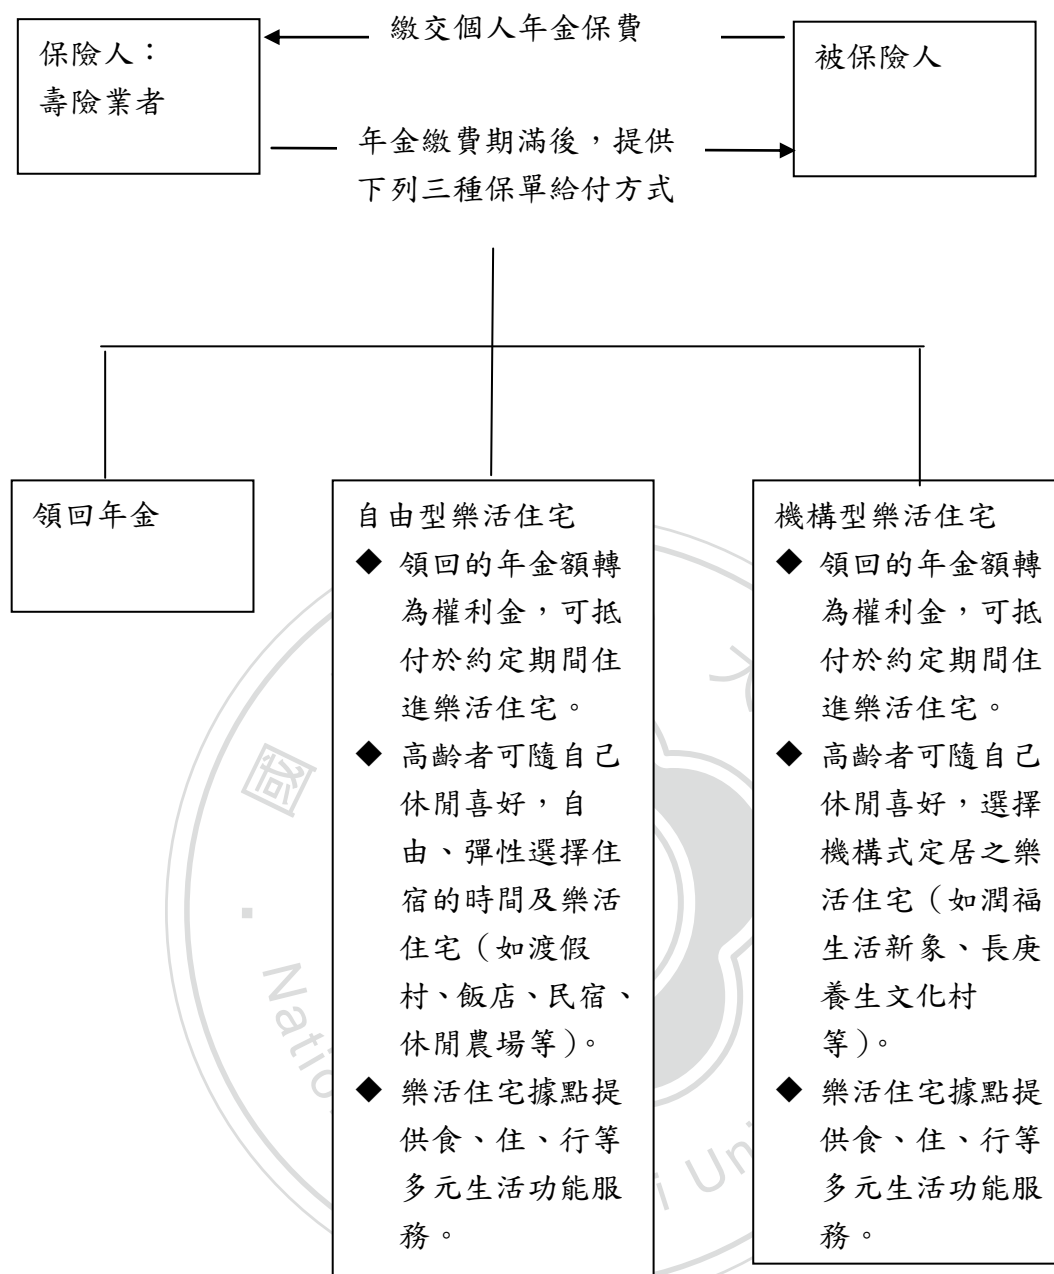 繳交個人年金保費
保險人：
壽險業者
被保險人
年金繳費期滿後，提供
下列三種保單給付方式
領回年金
自由型樂活住宅
◆ 領回的年金額轉
為權利金，可抵
付於約定期間住
進樂活住宅。
◆ 高齡者可隨自己
休閒喜好，自
由、彈性選擇住
宿的時間及樂活
住宅（如渡假
村、飯店、民宿、
休閒農場等）。
◆ 樂活住宅據點提
供食、住、行等
多元生活功能服
務。
機構型樂活住宅
◆ 領回的年金額轉
為權利金，可抵
付於約定期間住
進樂活住宅。
◆ 高齡者可隨自己
休閒喜好，選擇
機構式定居之樂
活住宅（如潤福
生活新象、長庚
養生文化村
等）。
◆ 樂活住宅據點提
供食、住、行等
多元生活功能服
務。
國